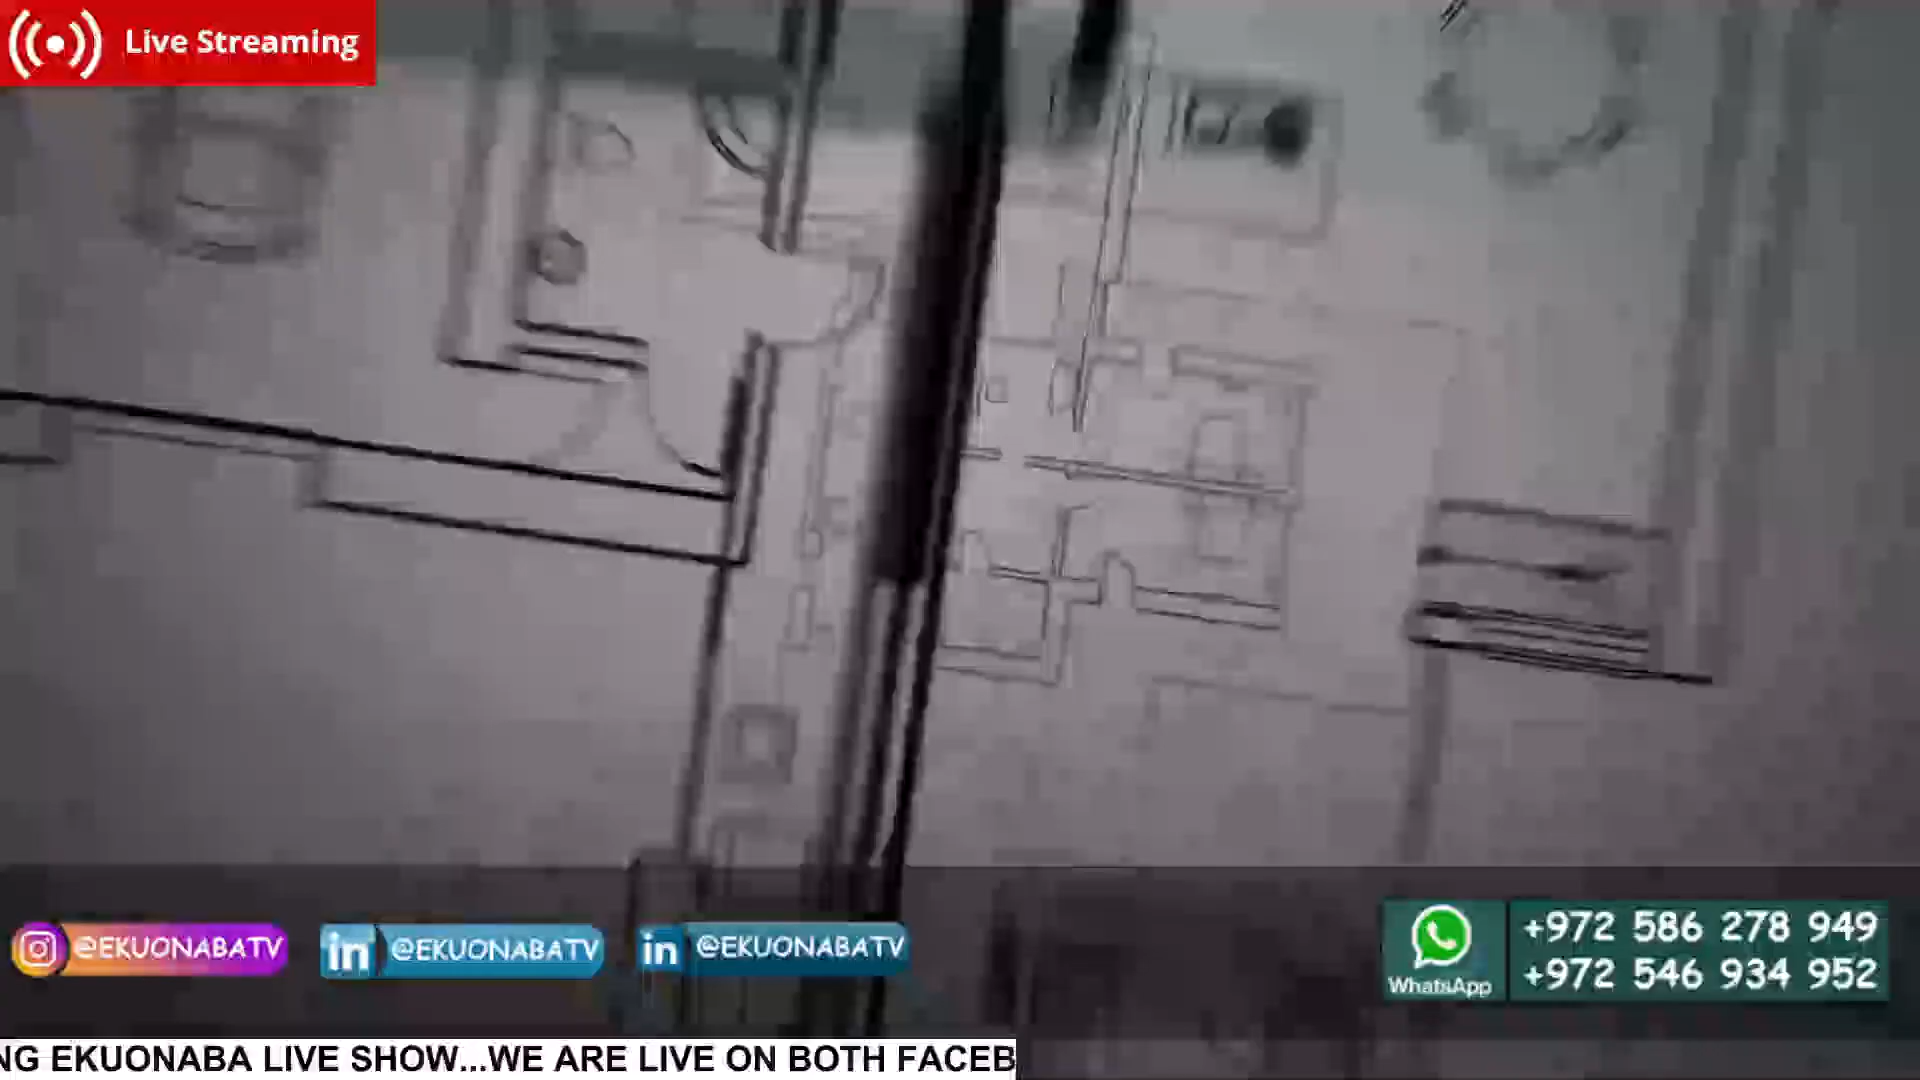 Live Streaming
@EKUONABATV
@EKUONABATV
@EKUONABATV
WhatsApp
+972 586 278 949
+972 546 934 952
NG EKUONABA LIVE SHOW...WE ARE LIVE ON BOTH FACEB